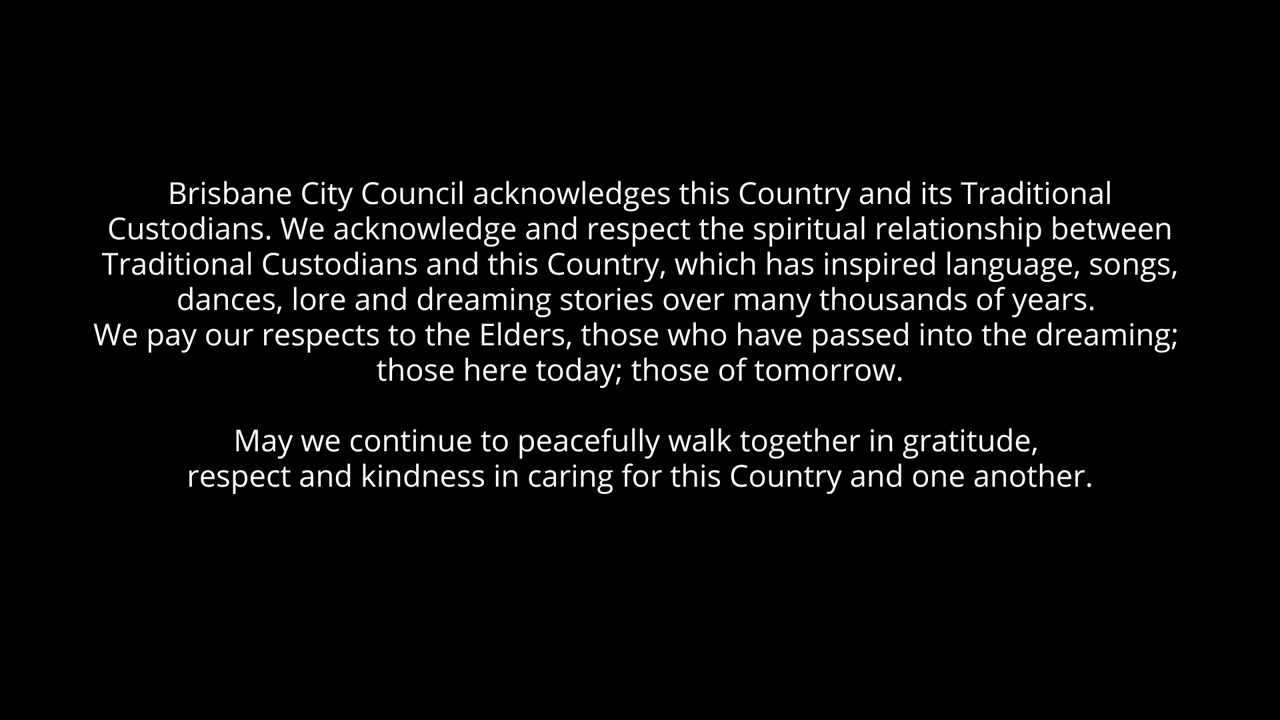 Brisbane City Council acknowledges this Country and its Traditional
Custodians. We acknowledge and respect the spiritual relationship between
Traditional Custodians and this Country, which has inspired language, songs,
dances, lore and dreaming stories over many thousands of years.
We pay our respects to the Elders, those who have passed into the dreaming;
those here today; those of tomorrow.
May we continue to peacefully walk together in gratitude,
respect and kindness in caring for this Country and one another.